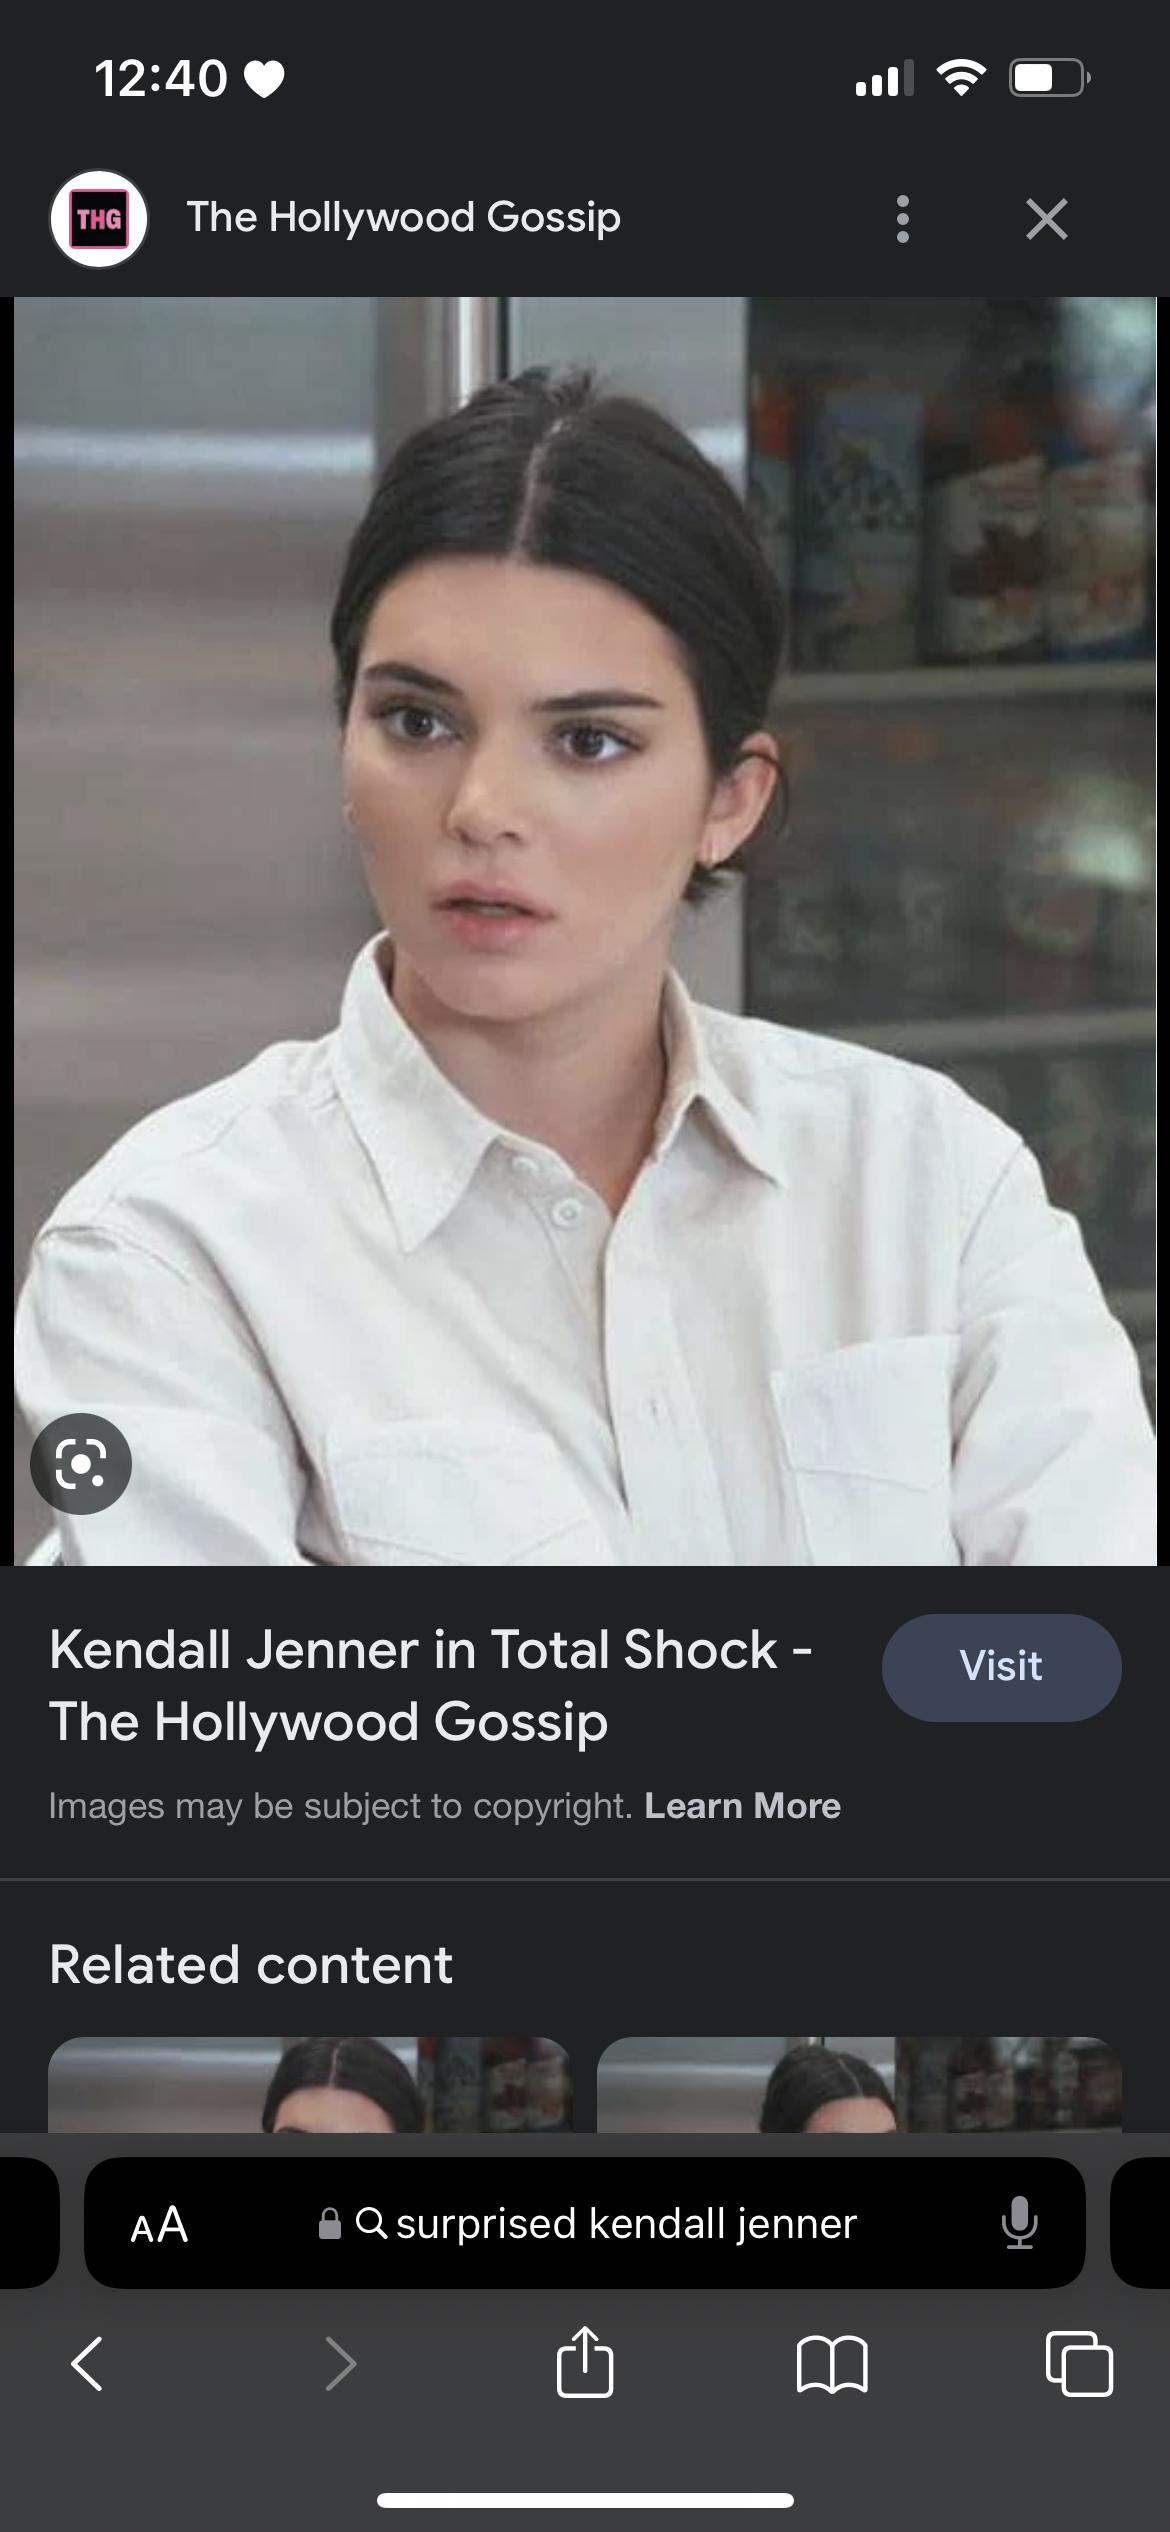 12:40
THG
The Hollywood Gossip
Kendall Jenner in Total Shock -
The Hollywood Gossip
Visit
Images may be subject to copyright. Learn More
Related content
AA
surprised kendall jenner